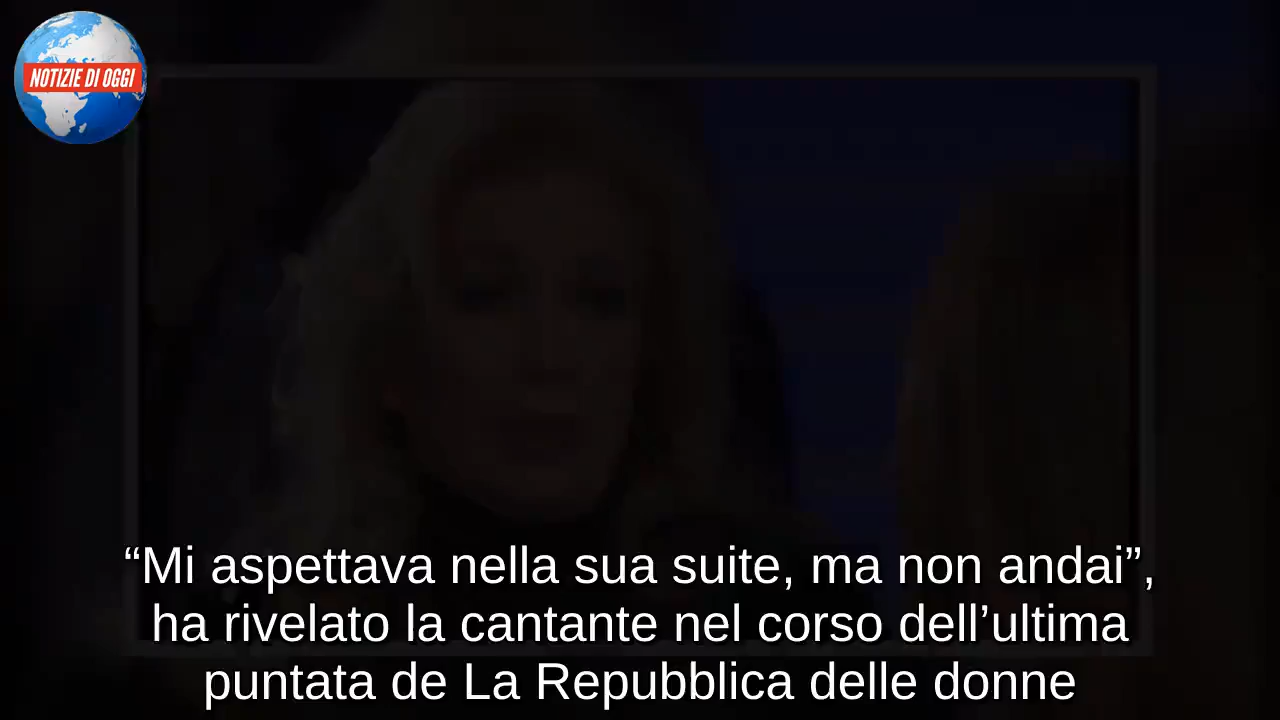 NOTIZIE DI OGGI
“Mi aspettava nella sua suite, ma non andai”,
ha rivelato la cantante nel corso dell’ultima
puntata de La Repubblica delle donne